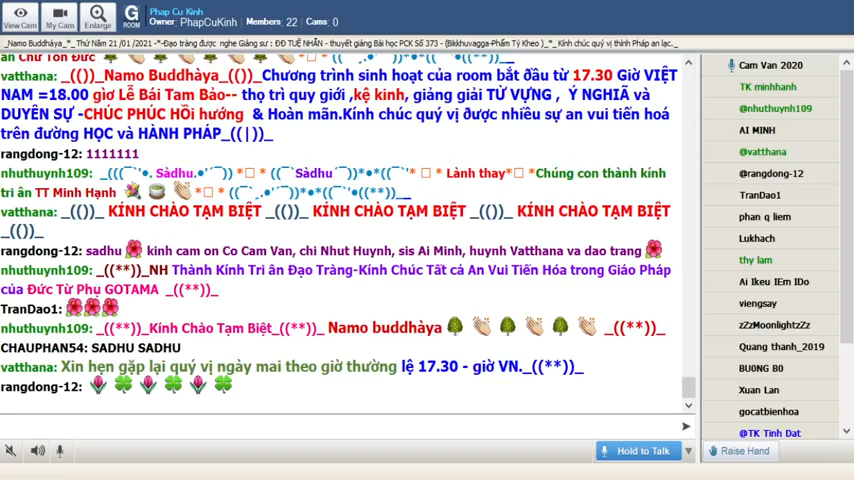 View Cam
My Cam
Enlarge
G
ROOM
Phap Cu Kinh
Owner: PhapCuKinh Members: 22 Cams: 0
_Namo Buddhàya_*_ Thứ Năm 21 /01 /2021 -*-Đạo tràng được nghe Giảng sư : ĐĐ TUỆ NHÂN - thuyết giảng Bài học PCK Số 373 - (Bikkhuvagga-Phẩm Tỳ Kheo )_*_ Kính chúc quý vị thính Pháp an lạc._
ân Chư Tôn Đức
vatthana: _(())_Namo Buddhàya_(())_Chương trình sinh hoạt của room bắt đầu từ 17.30 Giờ VIỆT
NAM =18.00 giơ Lễ Bái Tam Bảo-- thọ trì quy giới ,kệ kinh, giảng giải TỪ VỰNG , Ý NGHĨA và
DUYÊN SỰ -CHÚC PHÚC HỒi hướng & Hoàn mãn.Kính chúc quý vị được nhiều sự an vui tiến hoá
trên đường HỌC và HÀNH PHÁP_((|))_
rangdong-12: 1111111
nhuthuynh109: _(((¯`'•. Sàdhu.•'´¯)) *□ * ((¯`Sàdhu´¯))*•*((¯`• *□ * □ * Lành thay*□ *Chúng con thành kính
tri ân TT Minh Hạnh *□ * ((¯`¸.•'´¯))*•*((¯`'•((**))_
vatthana: _(())_ KÍNH CHÀO TẠM BIỆT _(())_ KÍNH CHÀO TẠM BIỆT _(())_ KÍNH CHÀO TẠM BIỆT
_(())_
rangdong-12: sadhu kinh cam on Co Cam Van, chi Nhut Huynh, sis Ai Minh, huynh Vatthana va dao trang
nhuthuynh109: _((**))_NH Thành Kính Tri ân Đạo Tràng-Kính Chúc Tất cả An Vui Tiến Hóa trong Giáo Pháp
của Đức Từ Phụ GOTAMA _((**))_
TranDao1:
nhuthuynh109: _((**))_Kính Chào Tạm Biệt_((**))_ Namo buddhàya _((**))_
CHAUPHAN54: SADHU SADHU
vatthana: Xin hẹn gặp lại quý vị ngày mai theo giờ thường lệ 17.30 - giờ VN._((**))_
rangdong-12:
Hold to Talk
Cam Van 2020
TK minhhanh
@nhuthuynh109
AI MINH
@vatthana
@rangdong-12
TranDao1
phan q liem
Lukhach
thy lam
Ai Ikeu IEm IDo
viengsay
zZzMoonlightzZz
Quang thanh_2019
BU0NG B0
Xuan Lan
gocatbienhoa
@TK Tinh Dat
Raise Hand